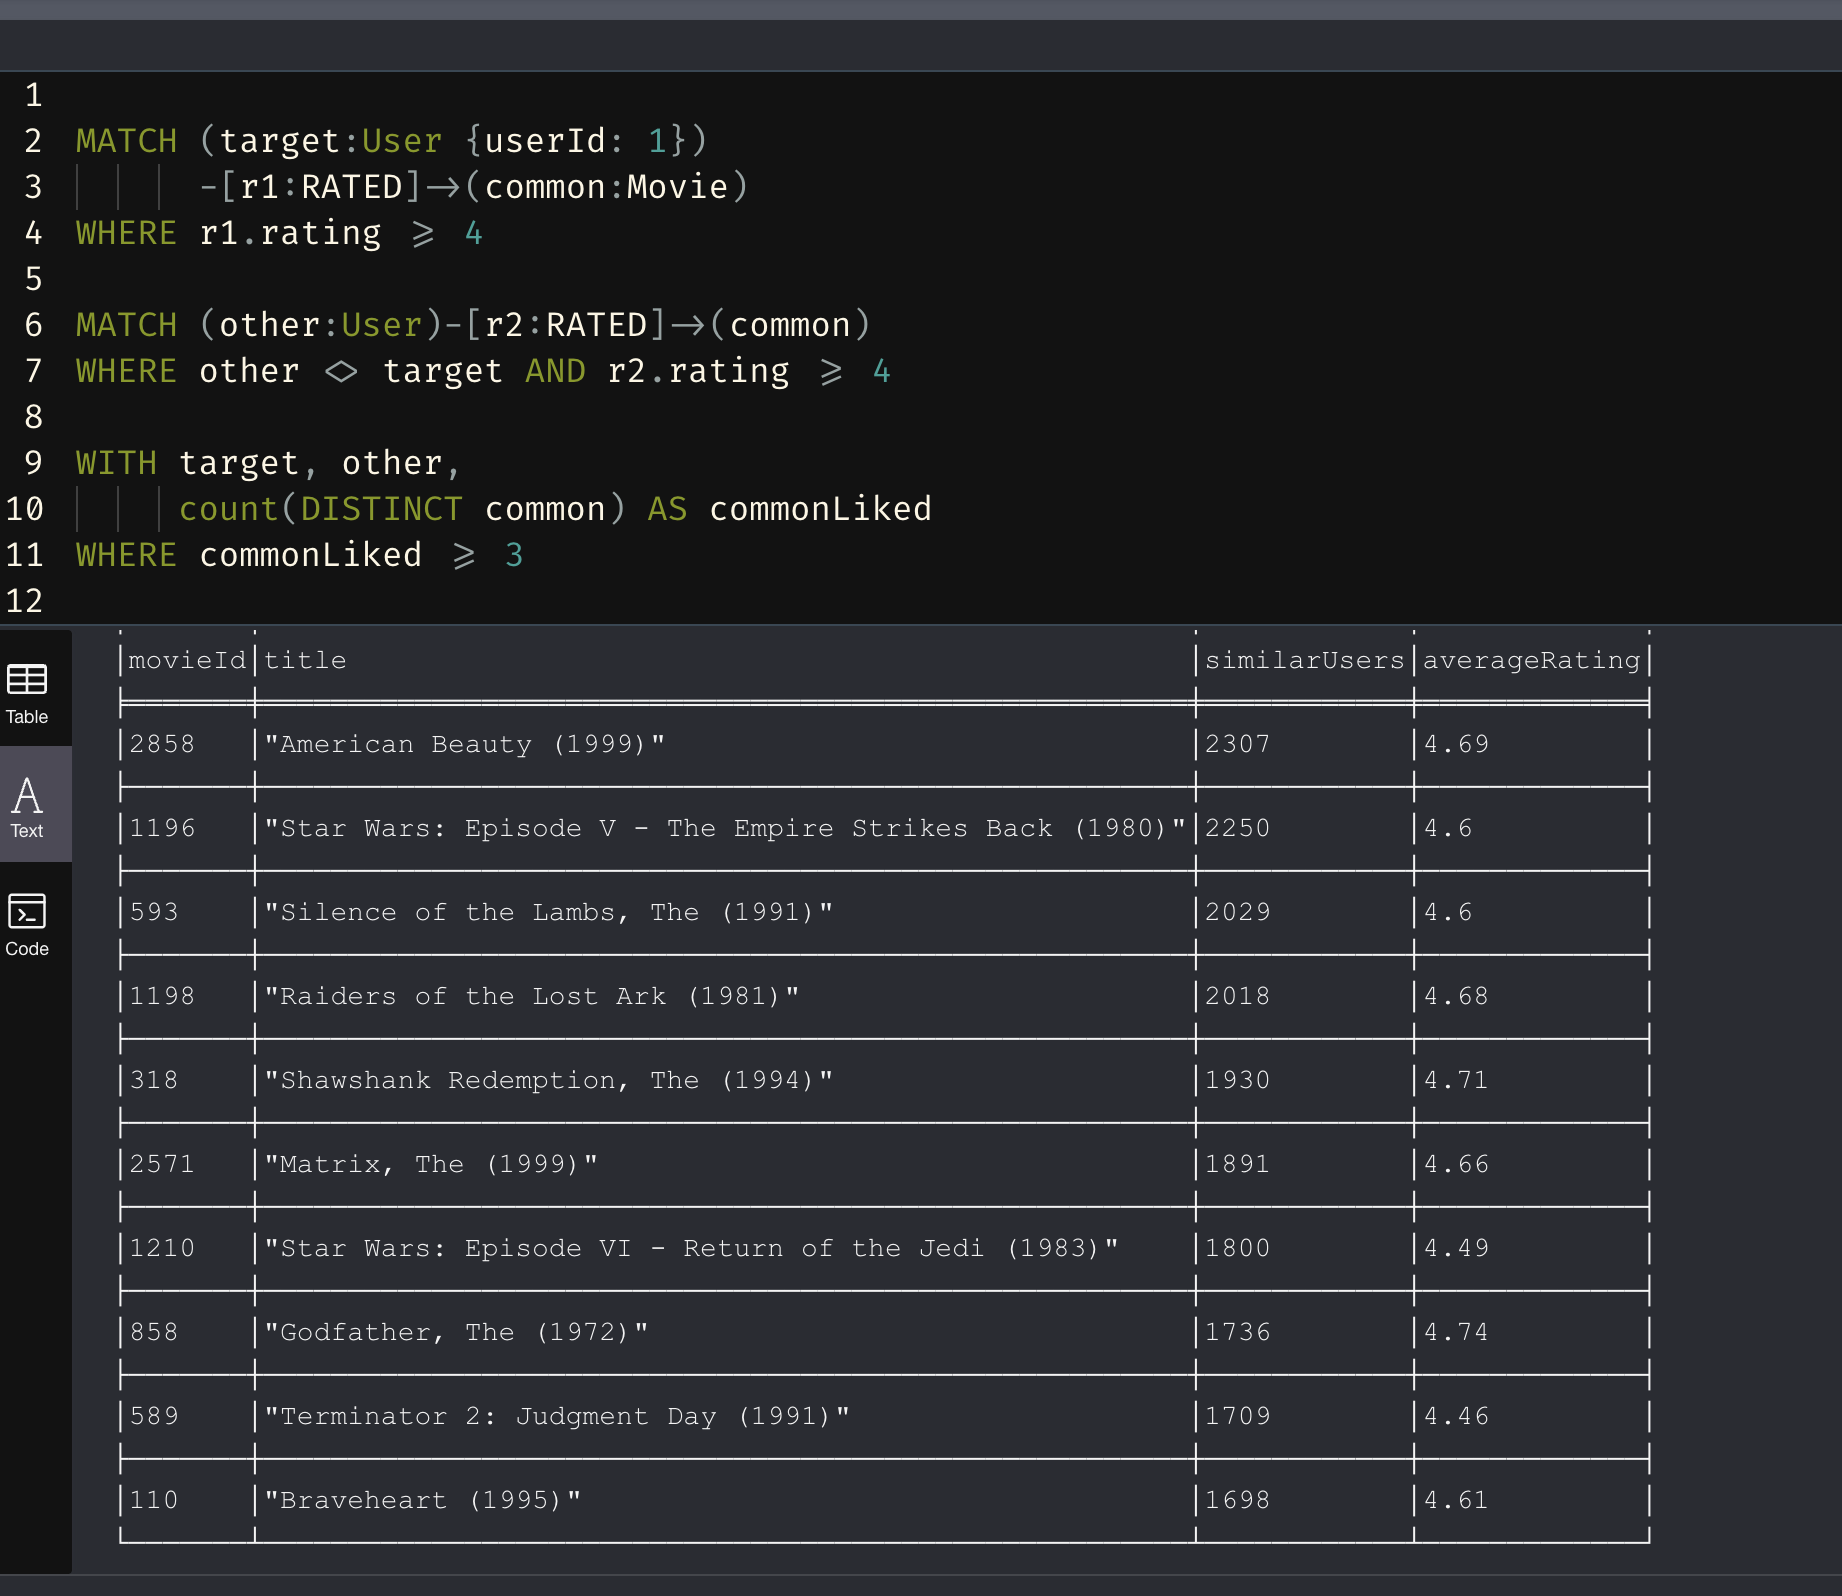 1
2 MATCH (target:User {userId: 1})
3 -[r1:RATED]→(common:Movie)
4 WHERE r1.rating ≥ 4
5
6 MATCH (other:User)-[r2:RATED]→(common)
7 WHERE other <> target AND r2.rating ≥ 4
8
9 WITH target, other,
10 count(DISTINCT common) AS commonLiked
11 WHERE commonLiked ≥ 3
12
Table
Text
Code
|movieId|title|similarUsers|averageRating|
|2858|"American Beauty (1999)"|2307|4.69|
|1196|"Star Wars: Episode V - The Empire Strikes Back (1980)"|2250|4.6|
|593|"Silence of the Lambs, The (1991)"|2029|4.6|
|1198|"Raiders of the Lost Ark (1981)"|2018|4.68|
|318|"Shawshank Redemption, The (1994)"|1930|4.71|
|2571|"Matrix, The (1999)"|1891|4.66|
|1210|"Star Wars: Episode VI - Return of the Jedi (1983)"|1800|4.49|
|858|"Godfather, The (1972)"|1736|4.74|
|589|"Terminator 2: Judgment Day (1991)"|1709|4.46|
|110|"Braveheart (1995)"|1698|4.61|